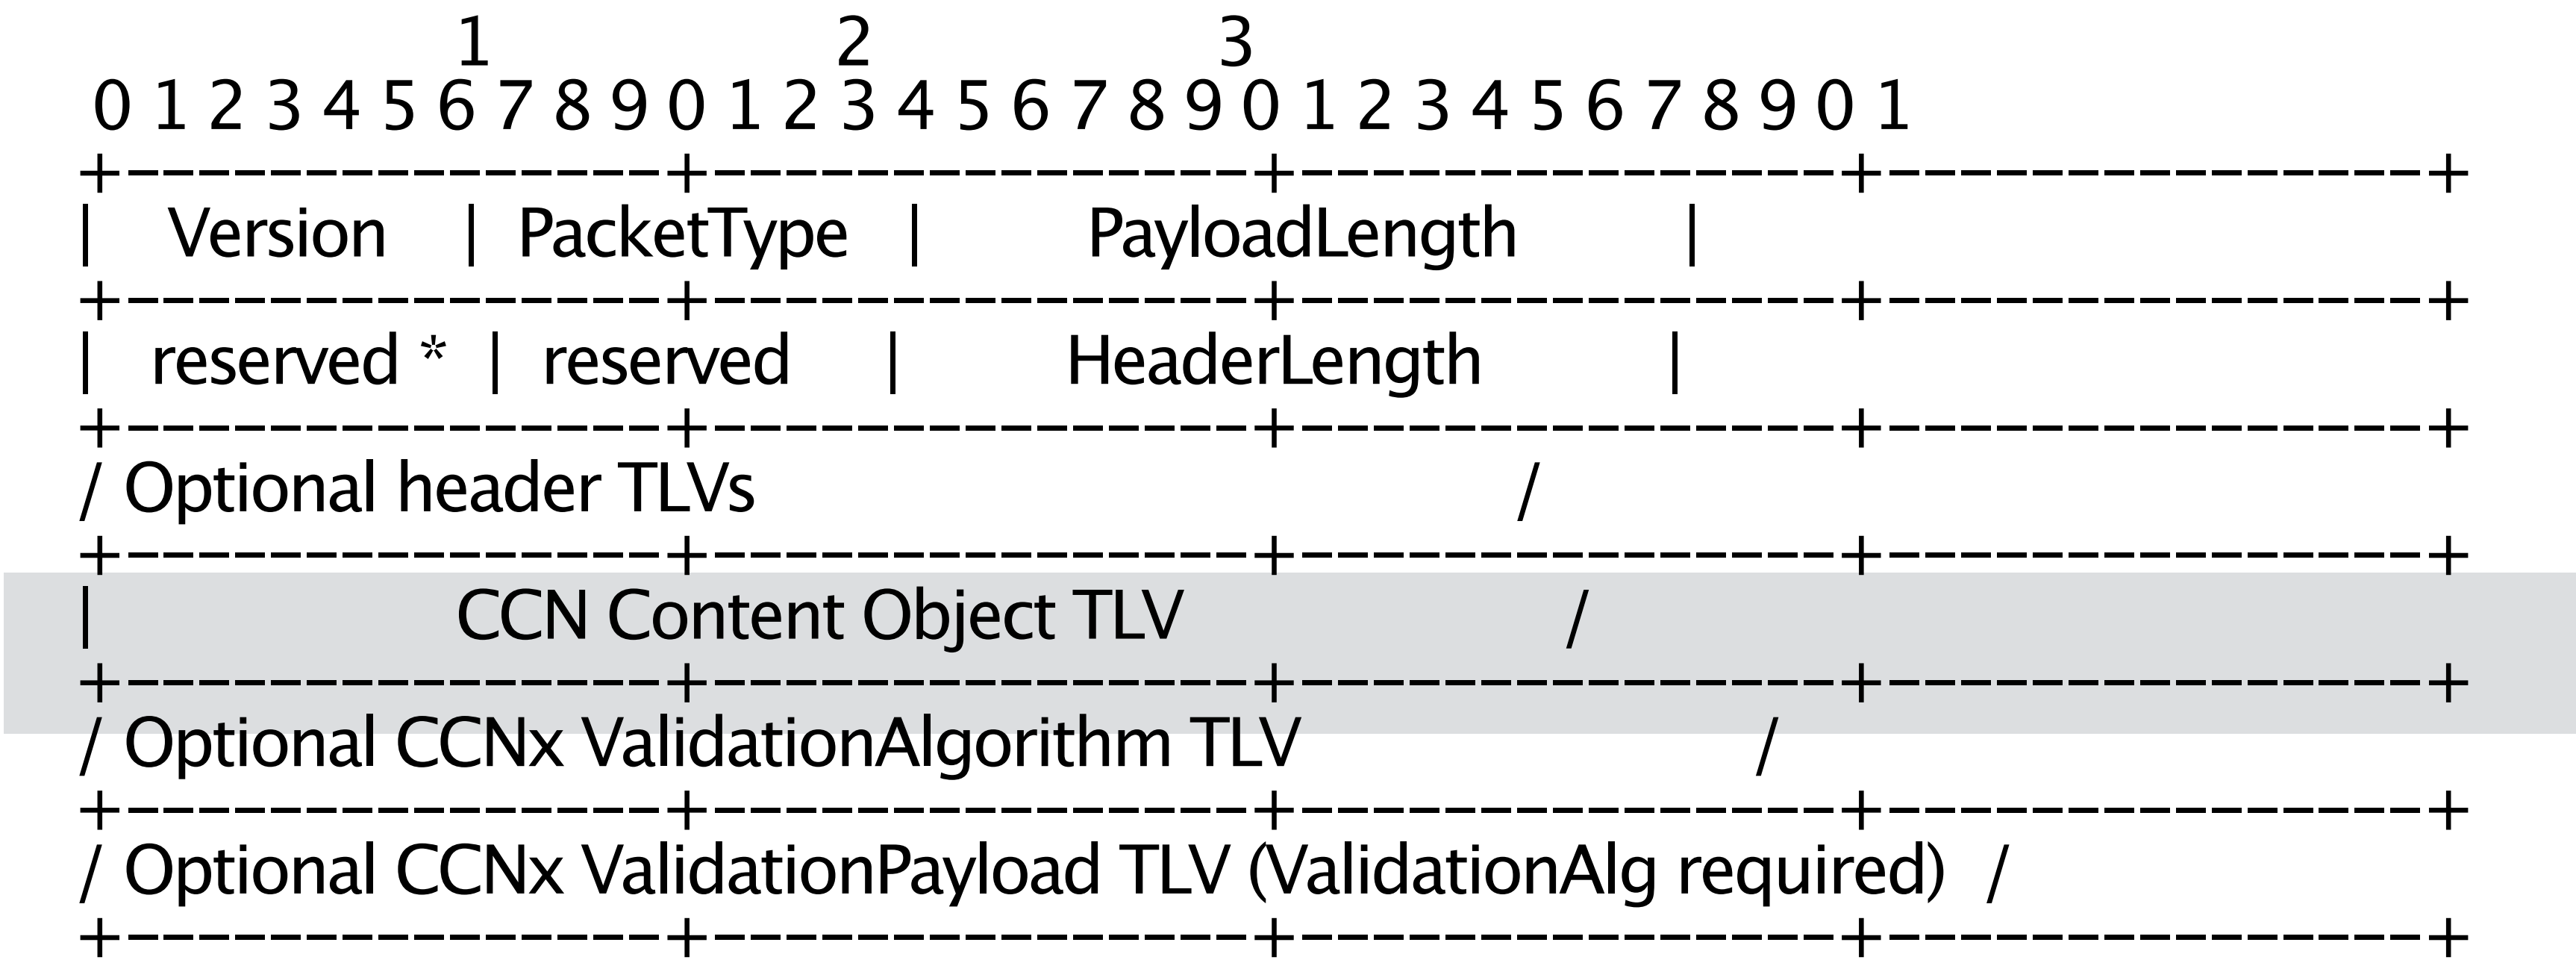 1 2 3
0 1 2 3 4 5 6 7 8 9 0 1 2 3 4 5 6 7 8 9 0 1 2 3 4 5 6 7 8 9 0 1
+---------------+---------------+---------------+---------------+
| Version | PacketType | PayloadLength |
+---------------+---------------+---------------+---------------+
| reserved * | reserved | HeaderLength |
+---------------+---------------+---------------+---------------+
/ Optional header TLVs /
+---------------+---------------+---------------+---------------+
| CCN Content Object TLV /
+---------------+---------------+---------------+---------------+
/ Optional CCNx ValidationAlgorithm TLV /
+---------------+---------------+---------------+---------------+
/ Optional CCNx ValidationPayload TLV (ValidationAlg required) /
+---------------+---------------+---------------+---------------+